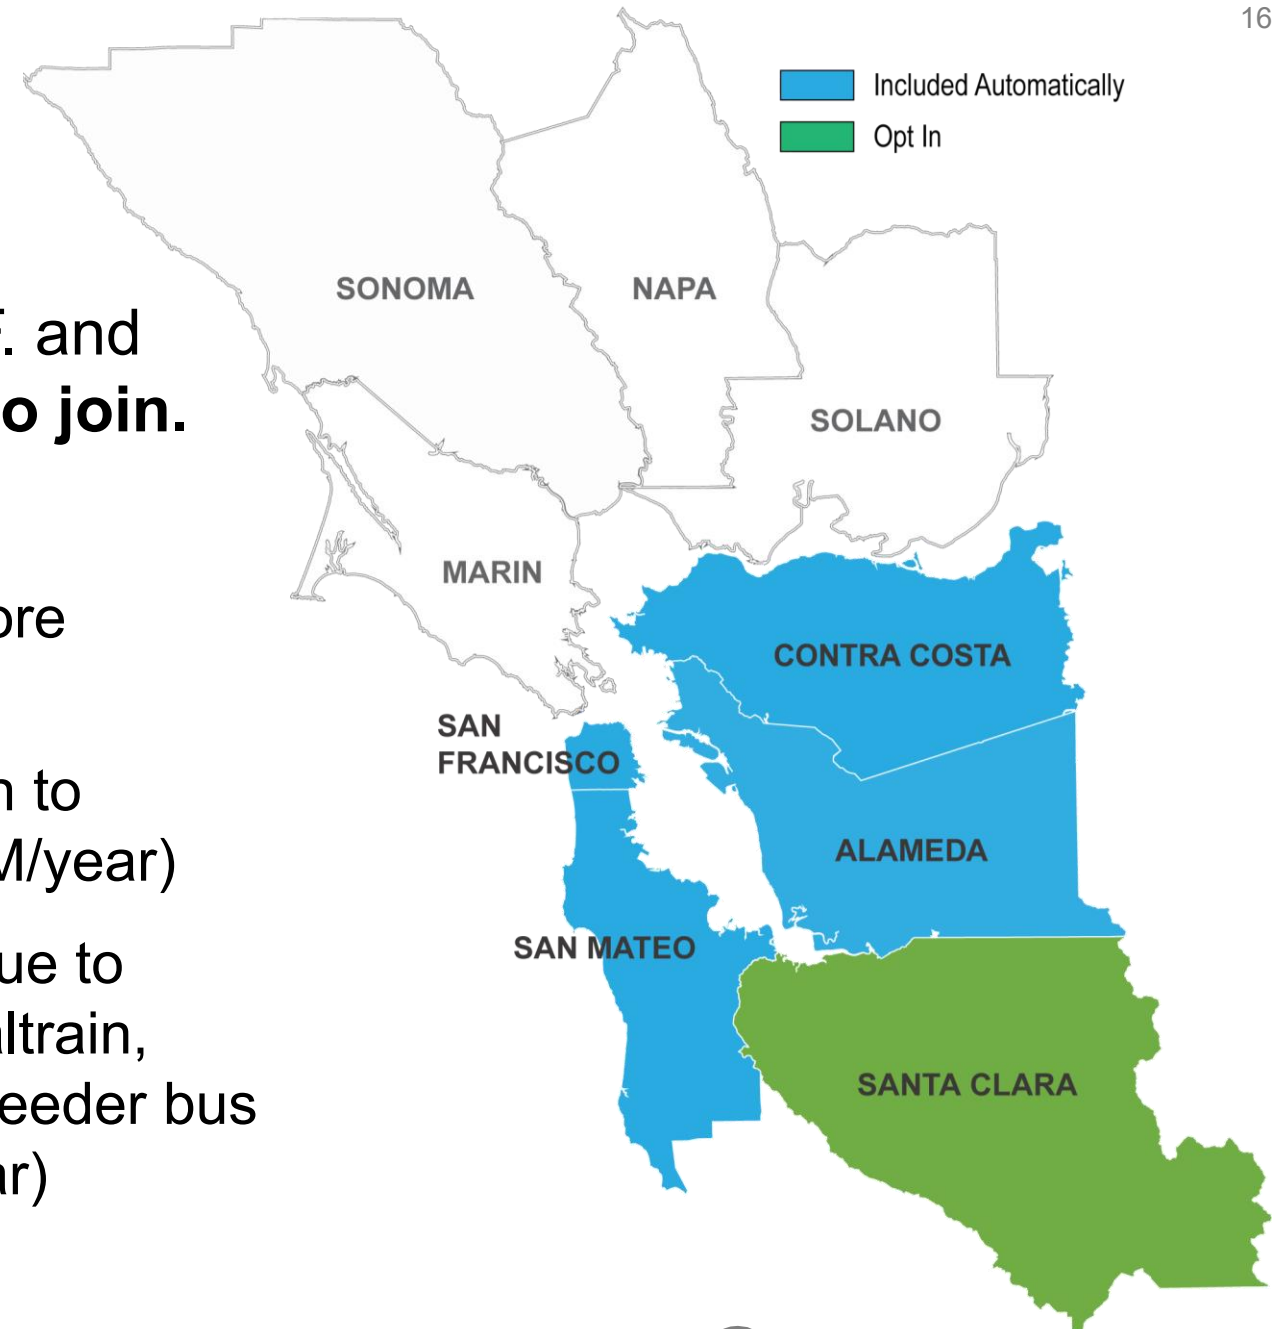 16
Included Automatically
Opt In
. and
o join.
ore
n to
M/year)
ue to
altrain,
eeder bus
ar)
SONOMA
NAPA
SOLANO
MARIN
CONTRA COSTA
SAN
FRANCISCO
ALAMEDA
SAN MATEO
SANTA CLARA